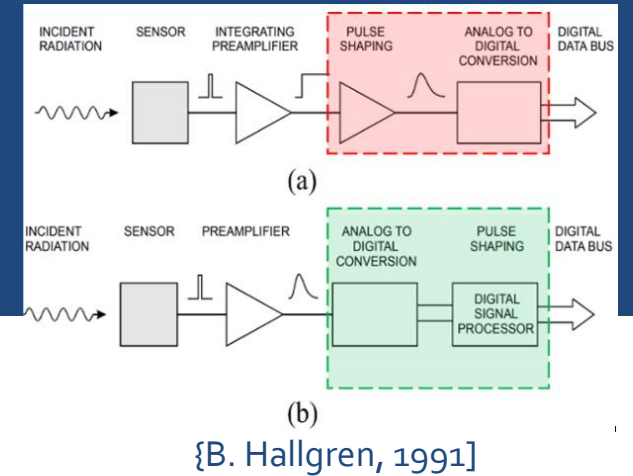 INCIDENT RADIATION
SENSOR
INTEGRATING PREAMPLIFIER
PULSE SHAPING
ANALOG TO DIGITAL CONVERSION
DIGITAL DATA BUS
(a)
INCIDENT RADIATION
SENSOR
PREAMPLIFIER
ANALOG TO DIGITAL CONVERSION
PULSE SHAPING
DIGITAL DATA BUS
DIGITAL SIGNAL PROCESSOR
(b)
{B. Hallgren, 1991]